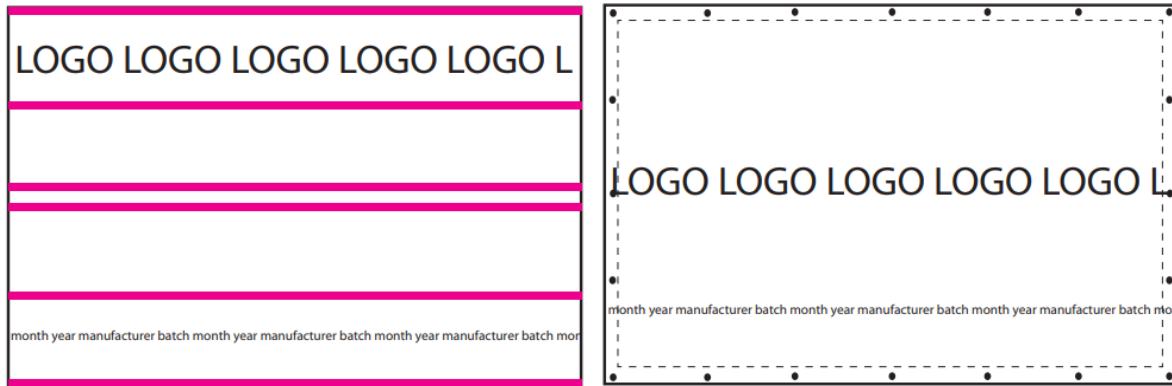 LOGO LOGO LOGO LOGO LOGO L
month year manufacturer batch month year manufacturer batch month year manufacturer batch mor
LOGO LOGO LOGO LOGO LOGO L
month year manufacturer batch month year manufacturer batch month year manufacturer batch mo